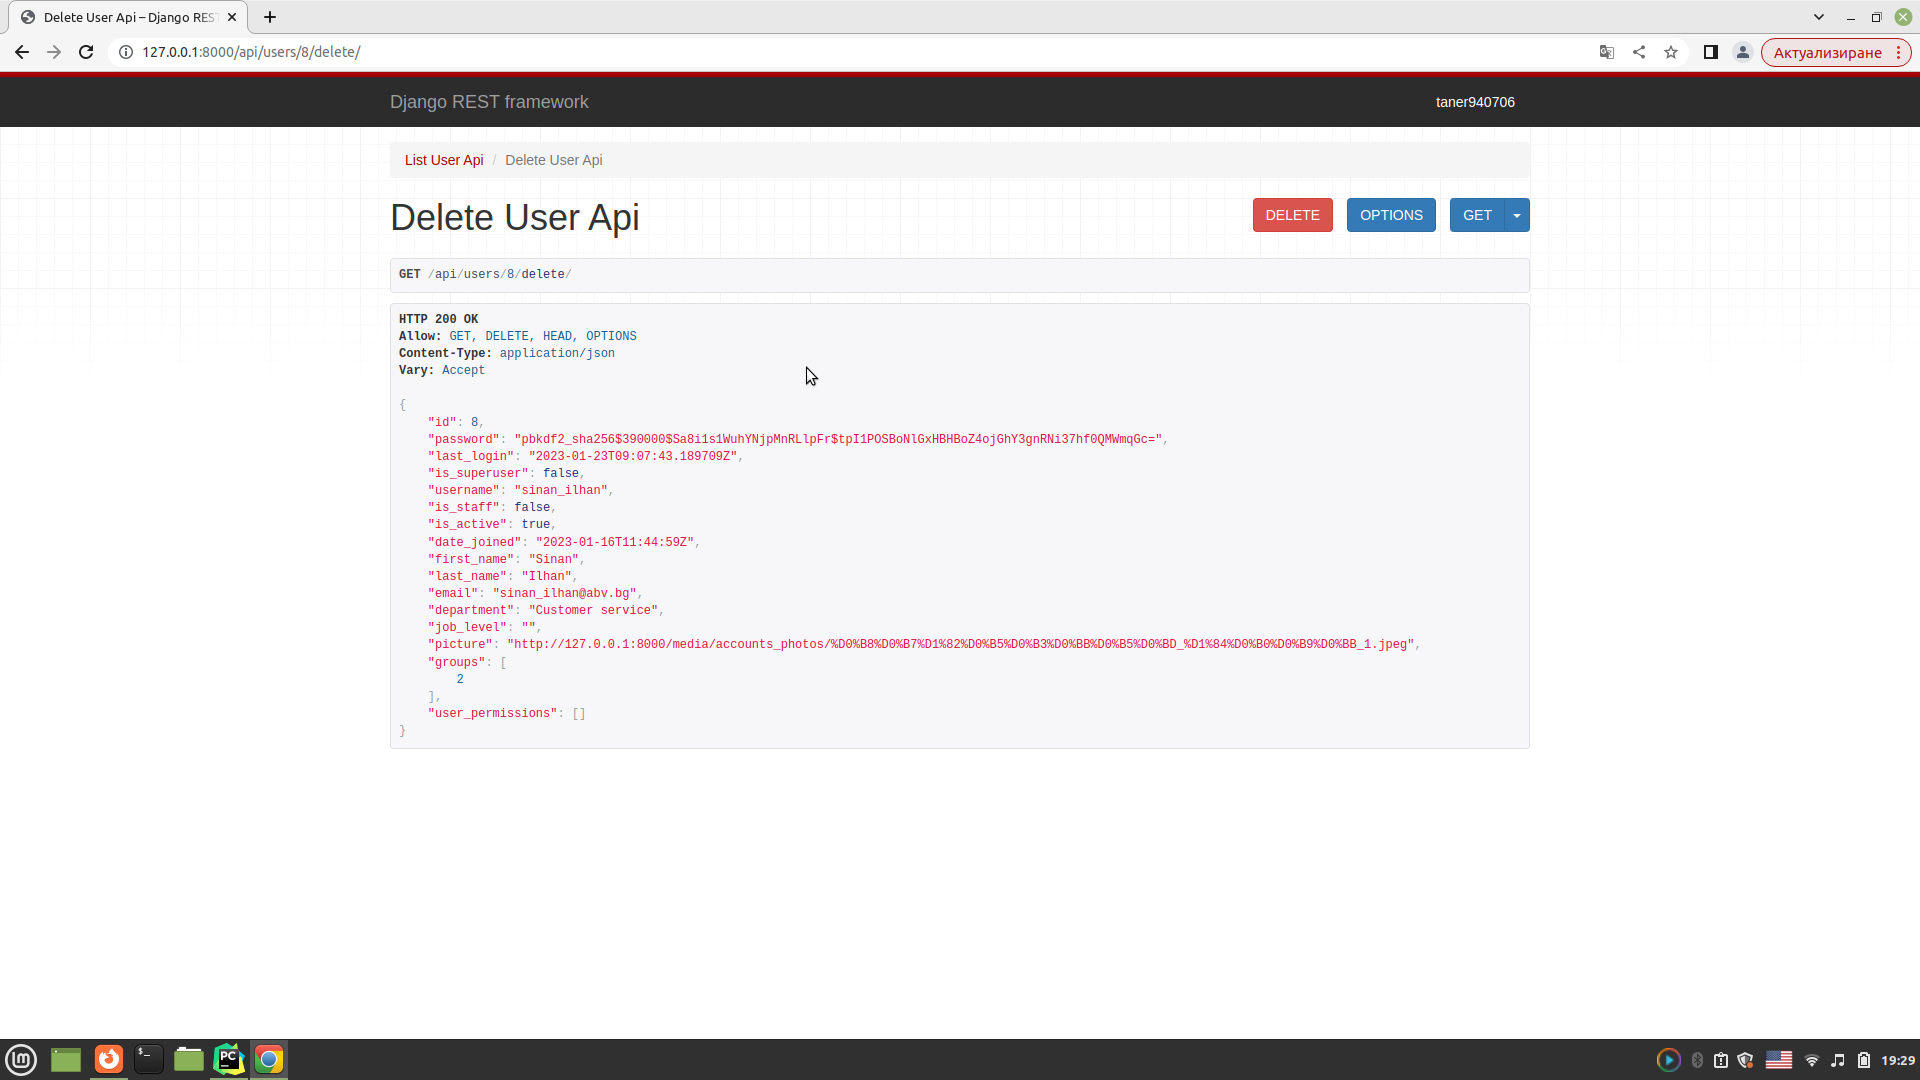 Delete User Api – Django RES
127.0.0.1:8000/api/users/8/delete/
Актуализиране
Django REST framework
taner940706
List User Api / Delete User Api
Delete User Api
DELETE
OPTIONS
GET
GET /api/users/8/delete/
HTTP 200 OK
Allow: GET, DELETE, HEAD, OPTIONS
Content-Type: application/json
Vary: Accept
{
"id": 8,
"password": "pbkdf2_sha256$390000$Sa8i1s1WuhYNjpMnRLlpFr$tpI1POSBoNlGxHBHBoZ4ojGhY3gnRNi37hf0QMWmqGc=",
"last_login": "2023-01-23T09:07:43.189709Z",
"is_superuser": false,
"username": "sinan_ilhan",
"is_staff": false,
"is_active": true,
"date_joined": "2023-01-16T11:44:59Z",
"first_name": "Sinan",
"last_name": "Ilhan",
"email": "sinan_ilhan@abv.bg",
"department": "Customer service",
"job_level": "",
"picture": "http://127.0.0.1:8000/media/accounts_photos/%D0%B8%D0%B7%D1%82%D0%B5%D0%B3%D0%BB%D0%B5%D0%BD_%D1%84%D0%B0%D0%B9%D0%BB_1.jpeg",
"groups": [
2
],
"user_permissions": []
}
PC
19:29